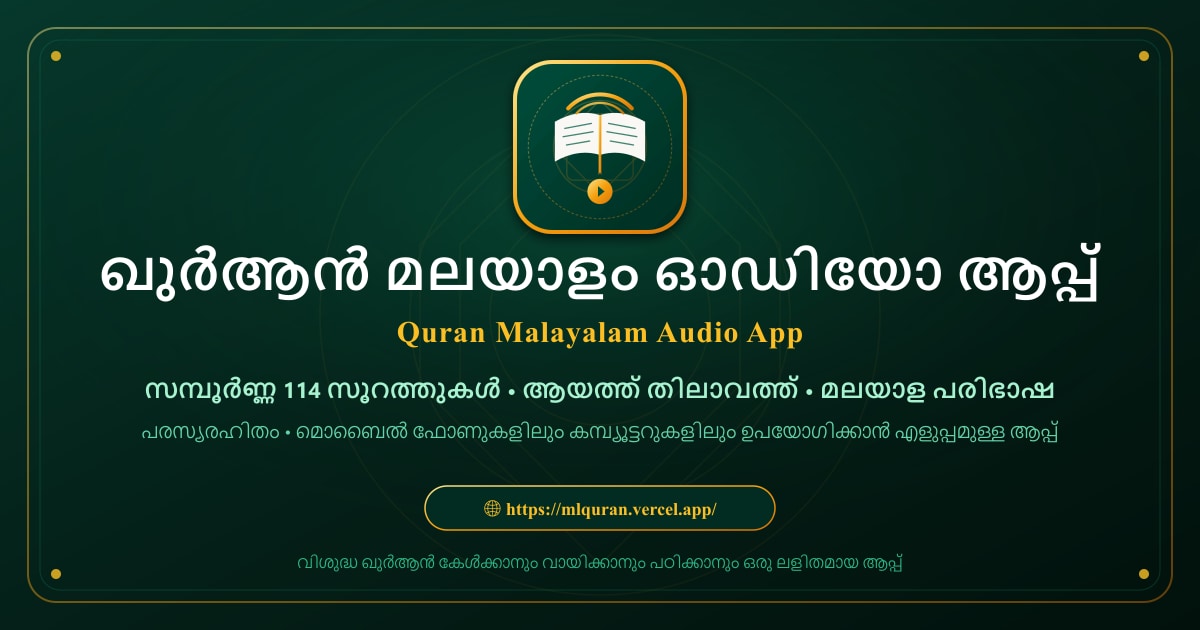 ഖുർആൻ മലയാളം ഓഡിയോ ആപ്പ്
Quran Malayalam Audio App
സമ്പൂർണ്ണ 114 സൂറത്തുകൾ • ആയത്ത് തിലാവത്ത് • മലയാള പരിഭാഷ
പരസ്യരഹിതം • മൊബൈൽ ഫോണുകളിലും കമ്പ്യൂട്ടറുകളിലും ഉപയോഗിക്കാൻ എളുപ്പമുള്ള ആപ്പ്
https://mlquran.vercel.app/
വിശുദ്ധ ഖുർആൻ കേൾക്കാനും വായിക്കാനും പഠിക്കാനും ഒരു ലളിതമായ ആപ്പ്